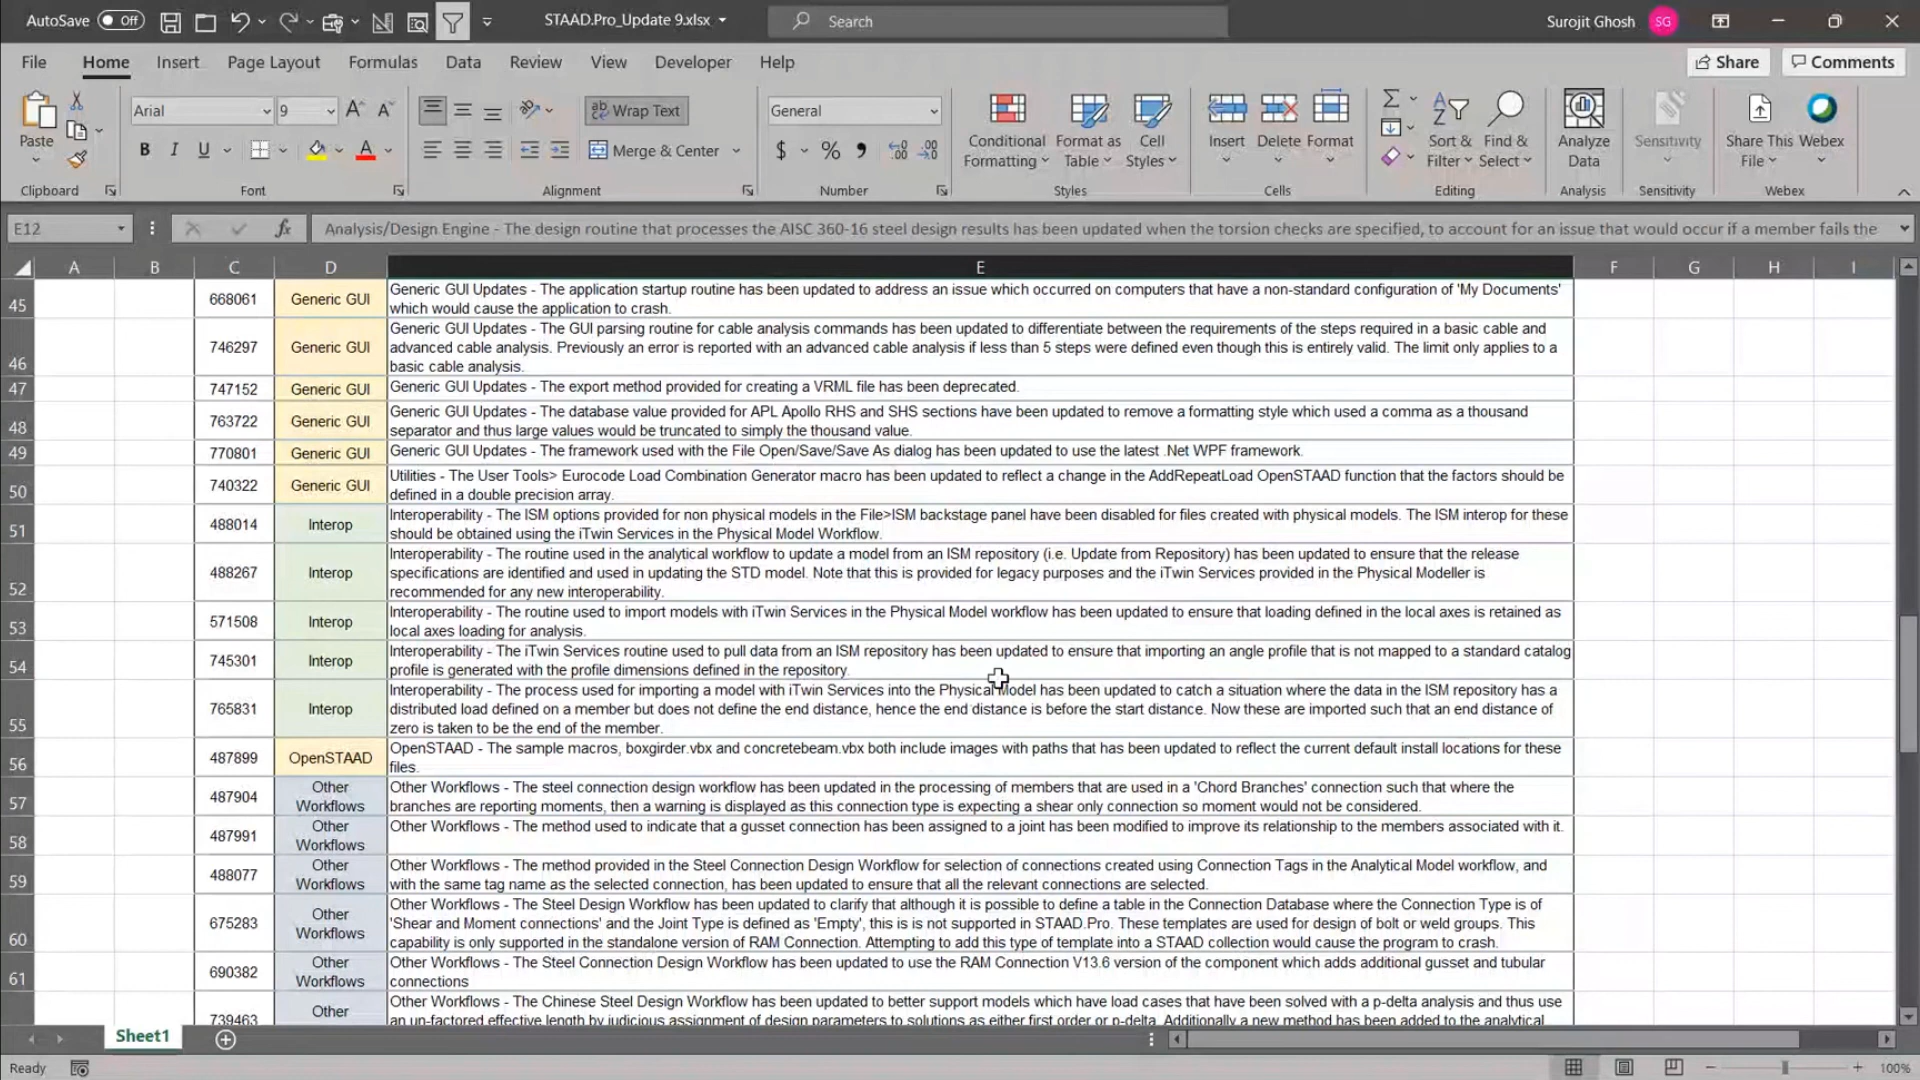 AutoSave Off STAAD.Pro_Update 9.xlsx Search Surojit Ghosh SG
File Home Insert Page Layout Formulas Data Review View Developer Help Share Comments
Arial 9 Wrap Text General
Paste Merge & Center Conditional Formatting Format as Table Cell Styles Insert Delete Format Sort & Filter Find & Select Analyze Data Sensitivity Share This File Webex
Clipboard Font Alignment Number Styles Cells Editing Analysis Sensitivity Webex
E12 fx Analysis/Design Engine - The design routine that processes the AISC 360-16 steel design results has been updated when the torsion checks are specified, to account for an issue that would occur if a member fails the
A B C D E F G H I
45 668061 Generic GUI Generic GUI Updates - The application startup routine has been updated to address an issue which occurred on computers that have a non-standard configuration of 'My Documents'
which would cause the application to crash.
46 746297 Generic GUI Generic GUI Updates - The GUI parsing routine for cable analysis commands has been updated to differentiate between the requirements of the steps required in a basic cable and
advanced cable analysis. Previously an error is reported with an advanced cable analysis if less than 5 steps were defined even though this is entirely valid. The limit only applies to a
basic cable analysis.
47 747152 Generic GUI Generic GUI Updates - The export method provided for creating a VRML file has been deprecated.
48 763722 Generic GUI Generic GUI Updates - The database value provided for APL Apollo RHS and SHS sections have been updated to remove a formatting style which used a comma as a thousand
separator and thus large values would be truncated to simply the thousand value.
49 770801 Generic GUI Generic GUI Updates - The framework used with the File Open/Save/Save As dialog has been updated to use the latest .Net WPF framework.
50 740322 Generic GUI Utilities - The User Tools> Eurocode Load Combination Generator macro has been updated to reflect a change in the AddRepeatLoad OpenSTAAD function that the factors should be
defined in a double precision array.
51 488014 Interop Interoperability - The ISM options provided for non physical models in the File>ISM backstage panel have been disabled for files created with physical models. The ISM interop for these
should be obtained using the iTwin Services in the Physical Model Workflow.
52 488267 Interop Interoperability - The routine used in the analytical workflow to update a model from an ISM repository (i.e. Update from Repository) has been updated to ensure that the release
specifications are identified and used in updating the STD model. Note that this is provided for legacy purposes and the iTwin Services provided in the Physical Modeller is
recommended for any new interoperability.
53 571508 Interop Interoperability - The routine used to import models with iTwin Services in the Physical Model workflow has been updated to ensure that loading defined in the local axes is retained as
local axes loading for analysis.
54 745301 Interop Interoperability - The iTwin Services routine used to pull data from an ISM repository has been updated to ensure that importing an angle profile that is not mapped to a standard catalog
profile is generated with the profile dimensions defined in the repository.
55 765831 Interop Interoperability - The process used for importing a model with iTwin Services into the Physical Model has been updated to catch a situation where the data in the ISM repository has a
distributed load defined on a member but does not define the end distance, hence the end distance is before the start distance. Now these are imported such that an end distance of
zero is taken to be the end of the member.
56 487899 OpenSTAAD OpenSTAAD - The sample macros, boxgirder.vbx and concretebeam.vbx both include images with paths that has been updated to reflect the current default install locations for these
files.
57 487904 Other Workflows Other Workflows - The steel connection design workflow has been updated in the processing of members that are used in a 'Chord Branches' connection such that where the
branches are reporting moments, then a warning is displayed as this connection type is expecting a shear only connection so moment would not be considered.
58 487991 Other Workflows Other Workflows - The method used to indicate that a gusset connection has been assigned to a joint has been modified to improve its relationship to the members associated with it.
59 488077 Other Workflows Other Workflows - The method provided in the Steel Connection Design Workflow for selection of connections created using Connection Tags in the Analytical Model workflow, and
with the same tag name as the selected connection, has been updated to ensure that all the relevant connections are selected.
60 675283 Other Workflows Other Workflows - The Steel Design Workflow has been updated to clarify that although it is possible to define a table in the Connection Database where the Connection Type is of
'Shear and Moment connections' and the Joint Type is defined as 'Empty', this is is not supported in STAAD.Pro. These templates are used for design of bolt or weld groups. This
capability is only supported in the standalone version of RAM Connection. Attempting to add this type of template into a STAAD collection would cause the program to crash.
61 690382 Other Workflows Other Workflows - The Steel Connection Design Workflow has been updated to use the RAM Connection V13.6 version of the component which adds additional gusset and tubular
connections
739463 Other Other Workflows - The Chinese Steel Design Workflow has been updated to better support models which have load cases that have been solved with a p-delta analysis and thus use
an un-factored effective length by judicious assignment of design parameters to solutions as either first order or p-delta. Additionally a new method has been added to the analytical
Sheet1
Ready 100%